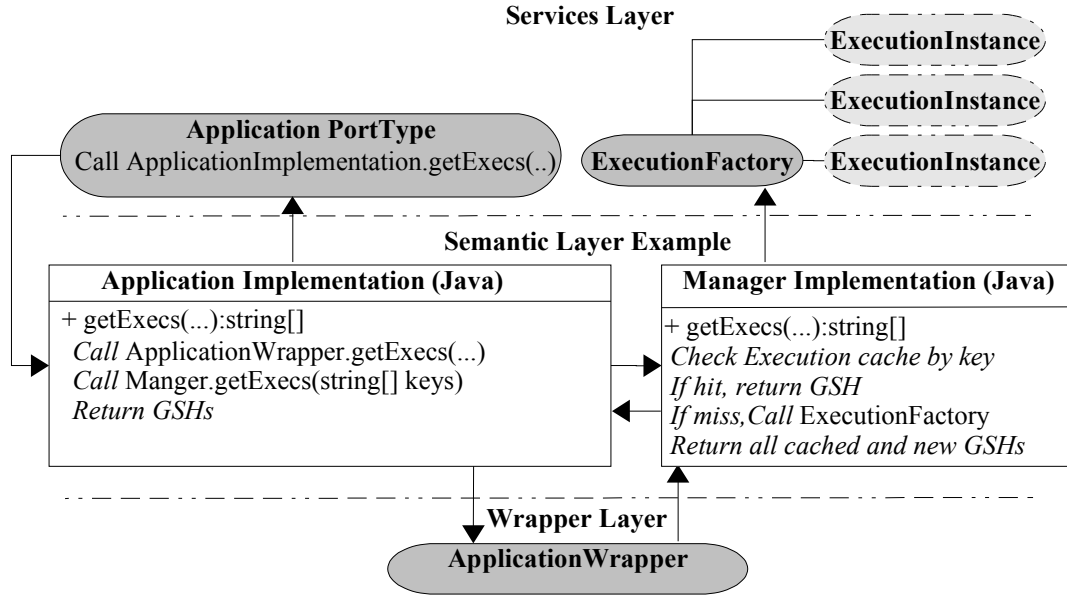 Services Layer
ExecutionInstance
ExecutionInstance
Application PortType
Call ApplicationImplementation.getExecs(..)
ExecutionFactory
ExecutionInstance
Semantic Layer Example
Application Implementation (Java)
+ getExecs(...):string[]
Call ApplicationWrapper.getExecs(...)
Call Manger.getExecs(string[] keys)
Return GSHs
Manager Implementation (Java)
+ getExecs(...):string[]
Check Execution cache by key
If hit, return GSH
If miss,Call ExecutionFactory
Return all cached and new GSHs
Wrapper Layer
ApplicationWrapper